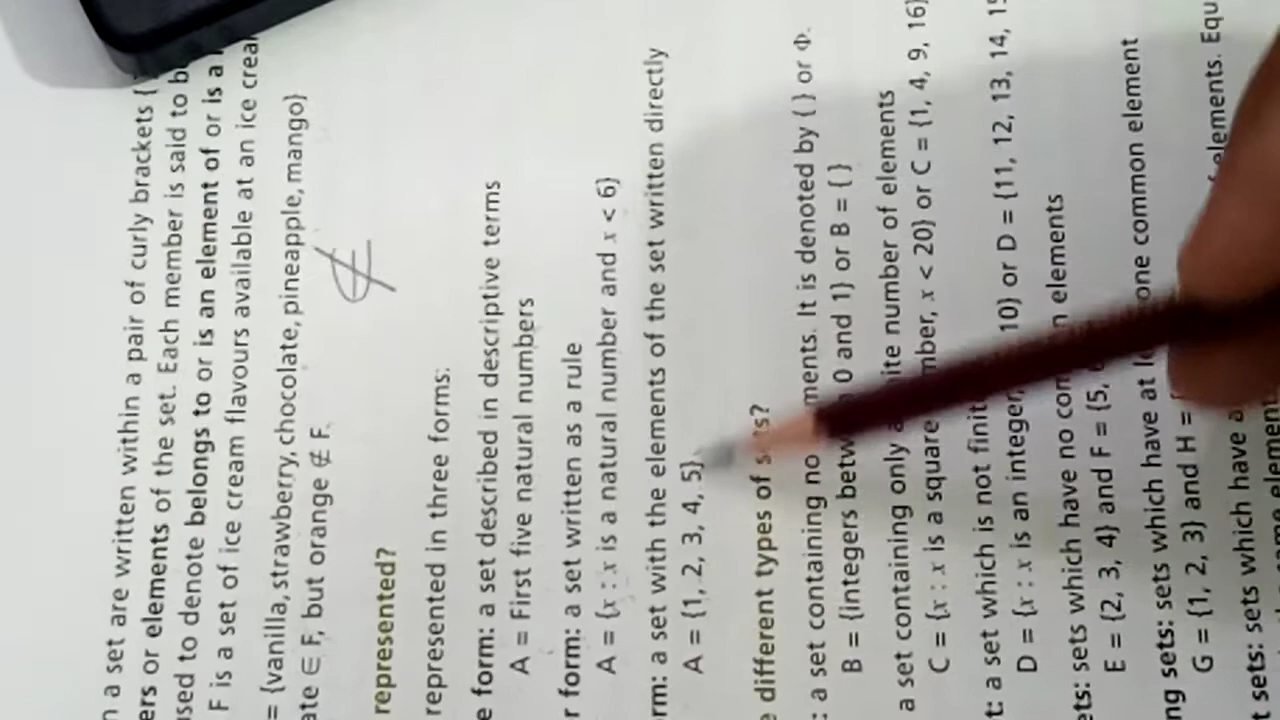 n a set are written within a pair of curly brackets {
ers or elements of the set. Each member is said to b
used to denote belongs to or is an element of or is a
F is a set of ice cream flavours available at an ice crea
= {vanilla, strawberry, chocolate, pineapple, mango}
ate ∈ F, but orange ∉ F.
∉
represented?
represented in three forms:
e form: a set described in descriptive terms
A = First five natural numbers
r form: a set written as a rule
A = {x : x is a natural number and x < 6}
rm: a set with the elements of the set written directly
A = {1, 2, 3, 4, 5}
e different types of s ts?
: a set containing no ments. It is denoted by { } or Φ.
B = {integers betw 0 and 1} or B = { }
a set containing only a ite number of elements
C = {x : x is a square mber, x < 20} or C = {1, 4, 9, 16}
t: a set which is not finit
D = {x : x is an integer, 10} or D = {11, 12, 13, 14, 15
ets: sets which have no com n elements
E = {2, 3, 4} and F = {5,
ng sets: sets which have at le one common element
G = {1, 2, 3} and H =
t sets: sets which have a elements. Equ
same element